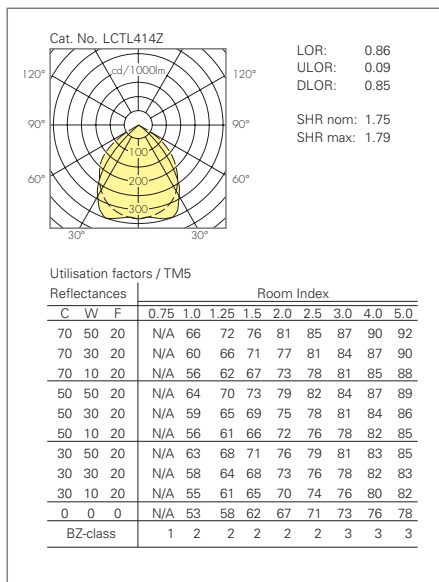 Cat. No. LCTL414Z
120° 120°
cd/1000lm
90° 90°
100
60° 60°
200
300
30° 30°
LOR: 0.86
ULOR: 0.09
DLOR: 0.85
SHR nom: 1.75
SHR max: 1.79
Utilisation factors / TM5
Reflectances Room Index
C W F 0.75 1.0 1.25 1.5 2.0 2.5 3.0 4.0 5.0
70 50 20 N/A 66 72 76 81 85 87 90 92
70 30 20 N/A 60 66 71 77 81 84 87 90
70 10 20 N/A 56 62 67 73 78 81 85 88
50 50 20 N/A 64 70 73 79 82 84 87 89
50 30 20 N/A 59 65 69 75 78 81 84 86
50 10 20 N/A 56 61 66 72 76 78 82 85
30 50 20 N/A 63 68 71 76 79 81 83 85
30 30 20 N/A 58 64 68 73 76 78 82 83
30 10 20 N/A 55 61 65 70 74 76 80 82
0 0 0 N/A 53 58 62 67 71 73 76 78
BZ-class 1 2 2 2 2 2 3 3 3